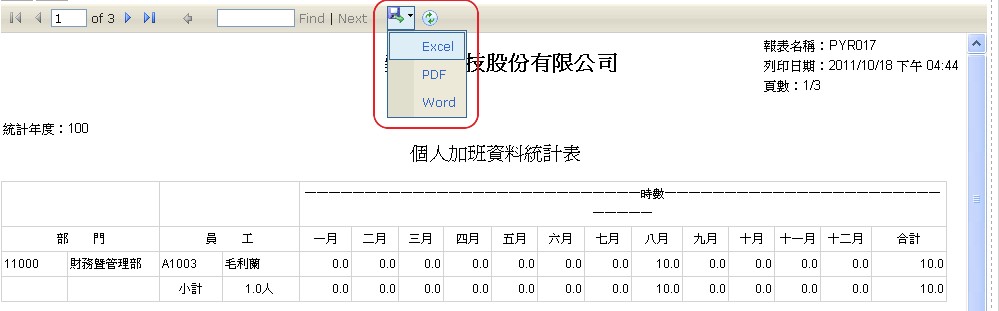 1 of 3 Find | Next
Excel
PDF
Word
技股份有限公司
報表名稱：PYR017
列印日期：2011/10/18 下午 04:44
頁數：1/3
統計年度：100
個人加班資料統計表
————————————————————————————時數———————————————————————
—————
部 門 員 工 一月 二月 三月 四月 五月 六月 七月 八月 九月 十月 十一月 十二月 合計
11000 財務暨管理部 A1003 毛利蘭 0.0 0.0 0.0 0.0 0.0 0.0 0.0 10.0 0.0 0.0 0.0 0.0 10.0
小計 1.0人 0.0 0.0 0.0 0.0 0.0 0.0 0.0 10.0 0.0 0.0 0.0 0.0 10.0